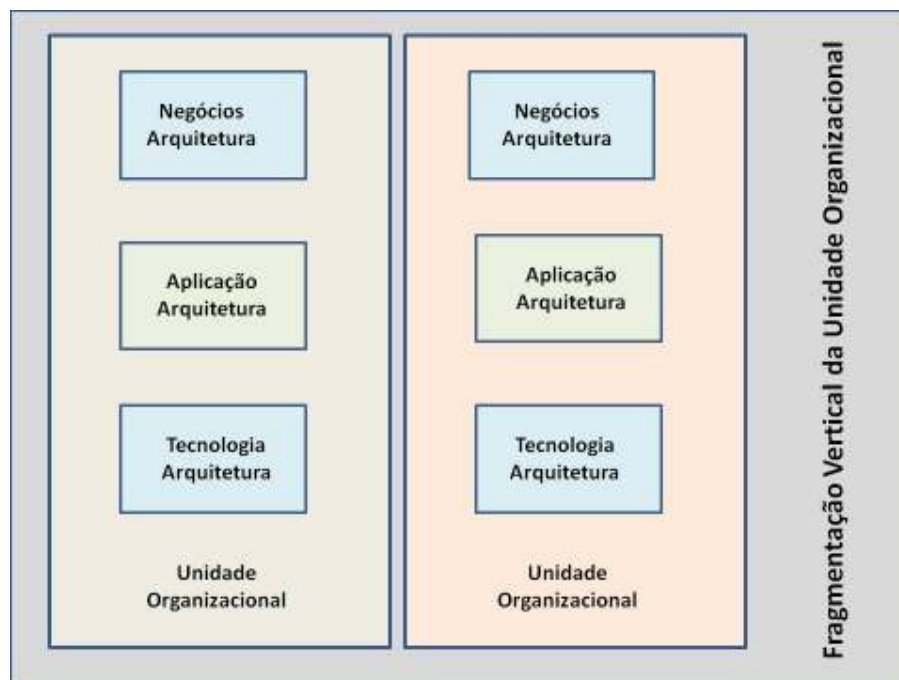 Negócios
Arquitetura
Aplicação
Arquitetura
Tecnologia
Arquitetura
Unidade
Organizacional
Negócios
Arquitetura
Aplicação
Arquitetura
Tecnologia
Arquitetura
Unidade
Organizacional
Fragmentação Vertical da Unidade Organizacional